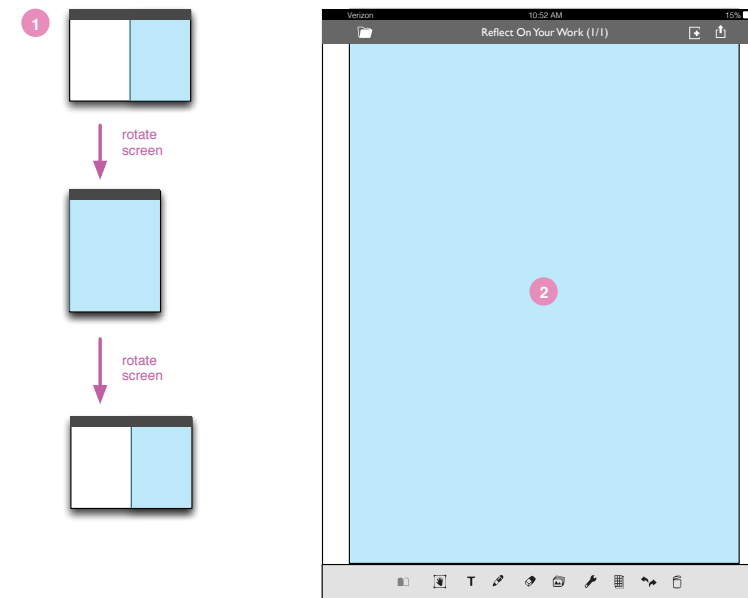 1
rotate
screen
rotate
screen
Verizon 10:52 AM 15%
Reflect On Your Work (1/1)
2
T